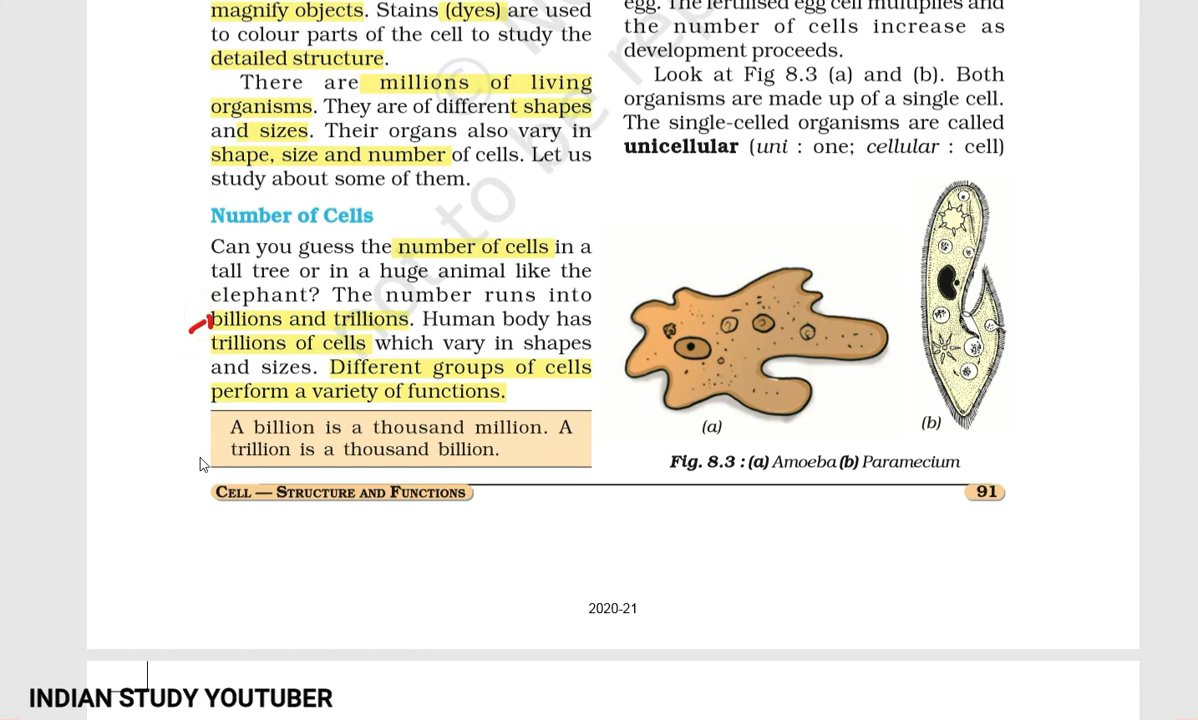 magnify objects. Stains (dyes) are used
to colour parts of the cell to study the
detailed structure.
There are millions of living
organisms. They are of different shapes
and sizes. Their organs also vary in
shape, size and number of cells. Let us
study about some of them.
Number of Cells
Can you guess the number of cells in a
tall tree or in a huge animal like the
elephant? The number runs into
billions and trillions. Human body has
trillions of cells which vary in shapes
and sizes. Different groups of cells
perform a variety of functions.
A billion is a thousand million. A
trillion is a thousand billion.
egg. The fertilised egg cell multiplies and
the number of cells increase as
development proceeds.
Look at Fig 8.3 (a) and (b). Both
organisms are made up of a single cell.
The single-celled organisms are called
unicellular (uni : one; cellular : cell)
(a)
(b)
Fig. 8.3 : (a) Amoeba (b) Paramecium
CELL — STRUCTURE AND FUNCTIONS
91
2020-21
INDIAN STUDY YOUTUBER